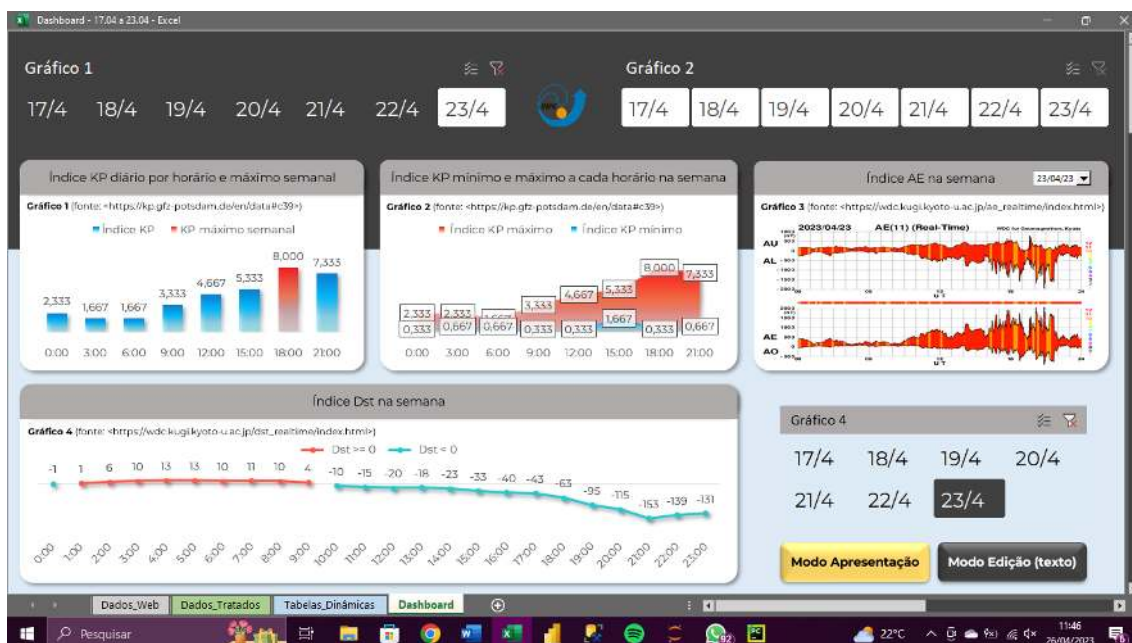 Dashboard - 17.04 a 23.04 - Excel
Gráfico 1
17/4 18/4 19/4 20/4 21/4 22/4 23/4
Gráfico 2
17/4 18/4 19/4 20/4 21/4 22/4 23/4
Índice KP diário por horário e máximo semanal
Gráfico 1 (fonte: <https://kp.gfz-potsdam.de/en/data#c39>)
Índice KP KP máximo semanal
2,333 1,667 1,667 3,333 4,667 5,333 8,000 7,333
0:00 3:00 6:00 9:00 12:00 15:00 18:00 21:00
Índice KP mínimo e máximo a cada horário na semana
Gráfico 2 (fonte: <https://kp.gfz-potsdam.de/en/data#c39>)
Índice KP máximo Índice KP mínimo
2,333 2,333 3,333 4,667 5,333 8,000 7,333
0,333 0,667 0,667 0,333 0,333 1,667 0,333 0,667
0:00 3:00 6:00 9:00 12:00 15:00 18:00 21:00
Índice AE na semana 23/04/23
Gráfico 3 (fonte: <https://wdc.kugi.kyoto-u.ac.jp/ae_realtime/index.html>)
2023/04/23 AE(11) (Real-Time) WDC for Geomagnetism, Kyoto
AU
AL
AE
AO
UT
Índice Dst na semana
Gráfico 4 (fonte: <https://wdc.kugi.kyoto-u.ac.jp/dst_realtime/index.html>)
Dst >= 0 Dst < 0
-1 1 6 10 13 13 10 11 10 4 -10 -15 -20 -18 -23 -33 -40 -43 -63 -95 -115 -153 -139 -131
0:00 1:00 2:00 3:00 4:00 5:00 6:00 7:00 8:00 9:00 10:00 11:00 12:00 13:00 14:00 15:00 16:00 17:00 18:00 19:00 20:00 21:00 22:00 23:00
Gráfico 4
17/4 18/4 19/4 20/4
21/4 22/4 23/4
Modo Apresentação Modo Edição (texto)
Dados_Web Dados_Tratados Tabelas_Dinâmicas Dashboard
Pesquisar
92
22°C
11:46
26/04/2023